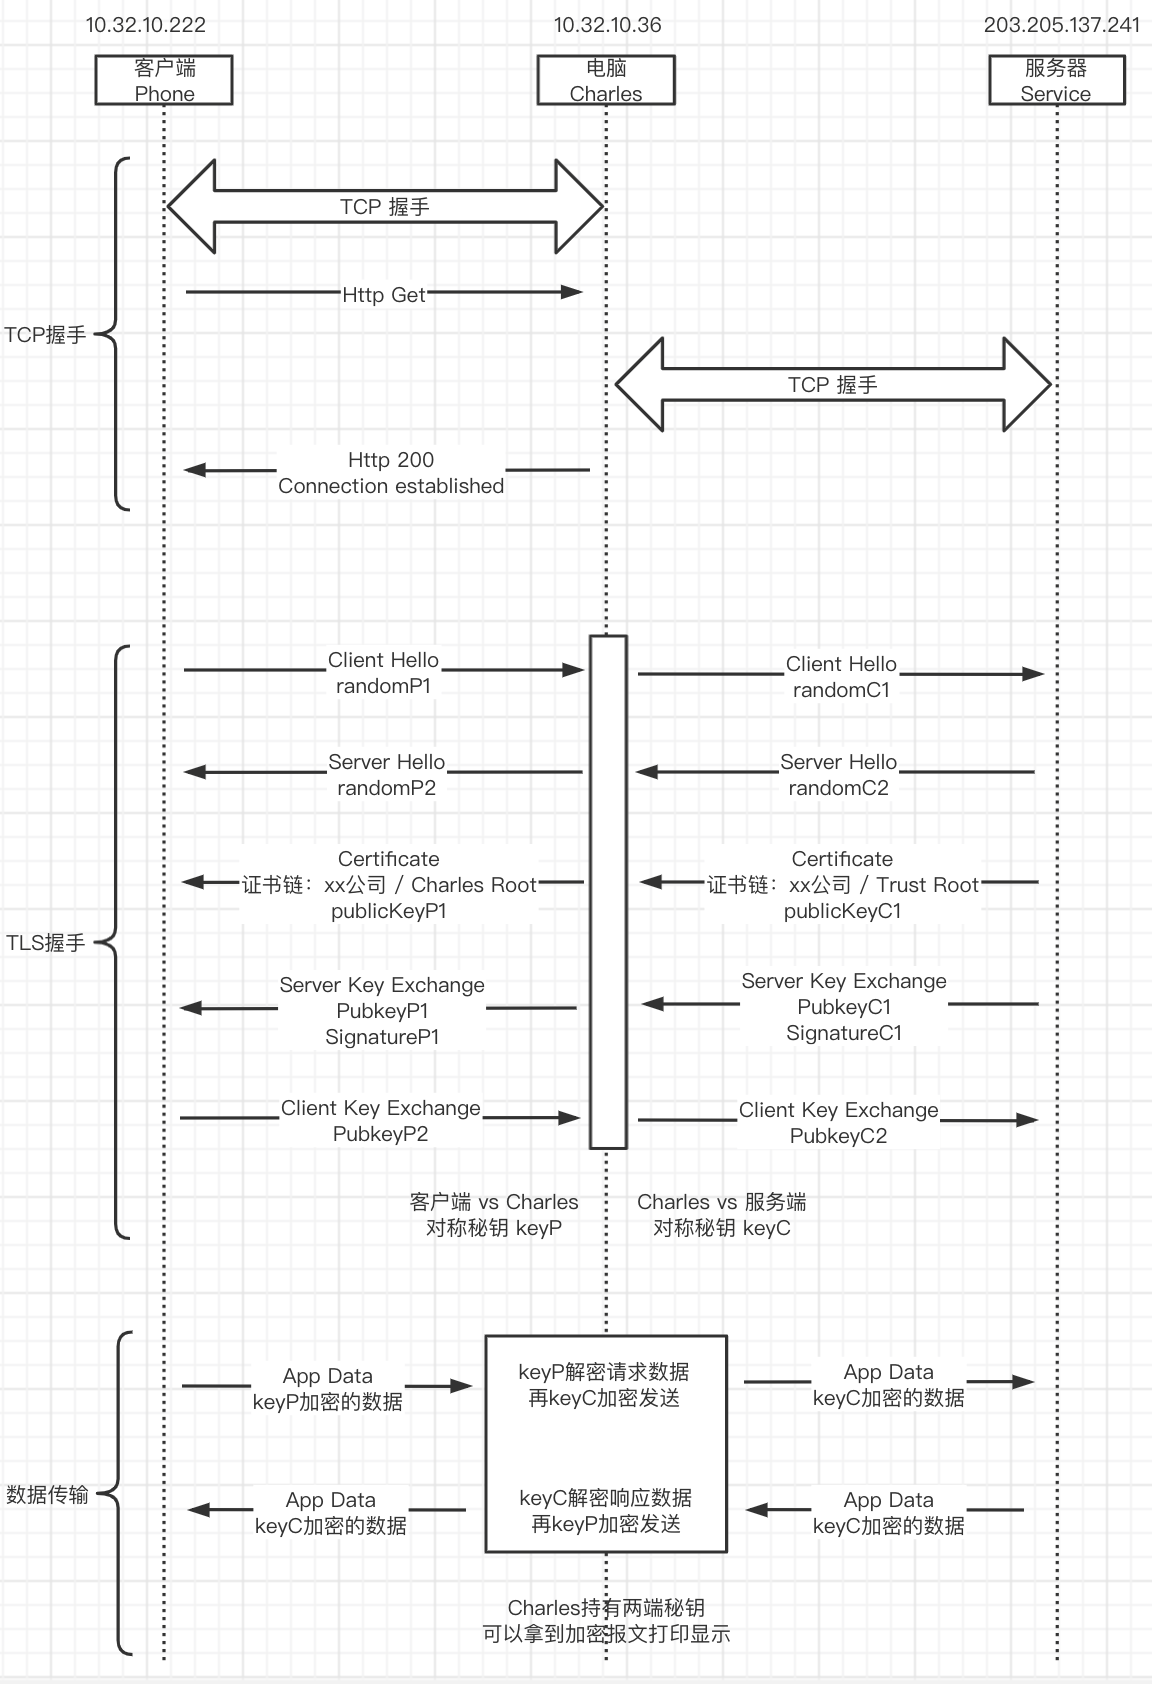 10.32.10.222
10.32.10.36
203.205.137.241
客户端
Phone
电脑
Charles
服务器
Service
TCP 握手
Http Get
TCP握手
TCP 握手
Http 200
Connection established
Client Hello
randomP1
Client Hello
randomC1
Server Hello
randomP2
Server Hello
randomC2
Certificate
证书链：xx公司 / Charles Root
publicKeyP1
Certificate
证书链：xx公司 / Trust Root
publicKeyC1
TLS握手
Server Key Exchange
PubkeyP1
SignatureP1
Server Key Exchange
PubkeyC1
SignatureC1
Client Key Exchange
PubkeyP2
Client Key Exchange
PubkeyC2
客户端 vs Charles
对称秘钥 keyP
Charles vs 服务端
对称秘钥 keyC
App Data
keyP加密的数据
keyP解密请求数据
再keyC加密发送
App Data
keyC加密的数据
数据传输
App Data
keyC加密的数据
keyC解密响应数据
再keyP加密发送
App Data
keyC加密的数据
Charles持有两端秘钥
可以拿到加密报文打印显示